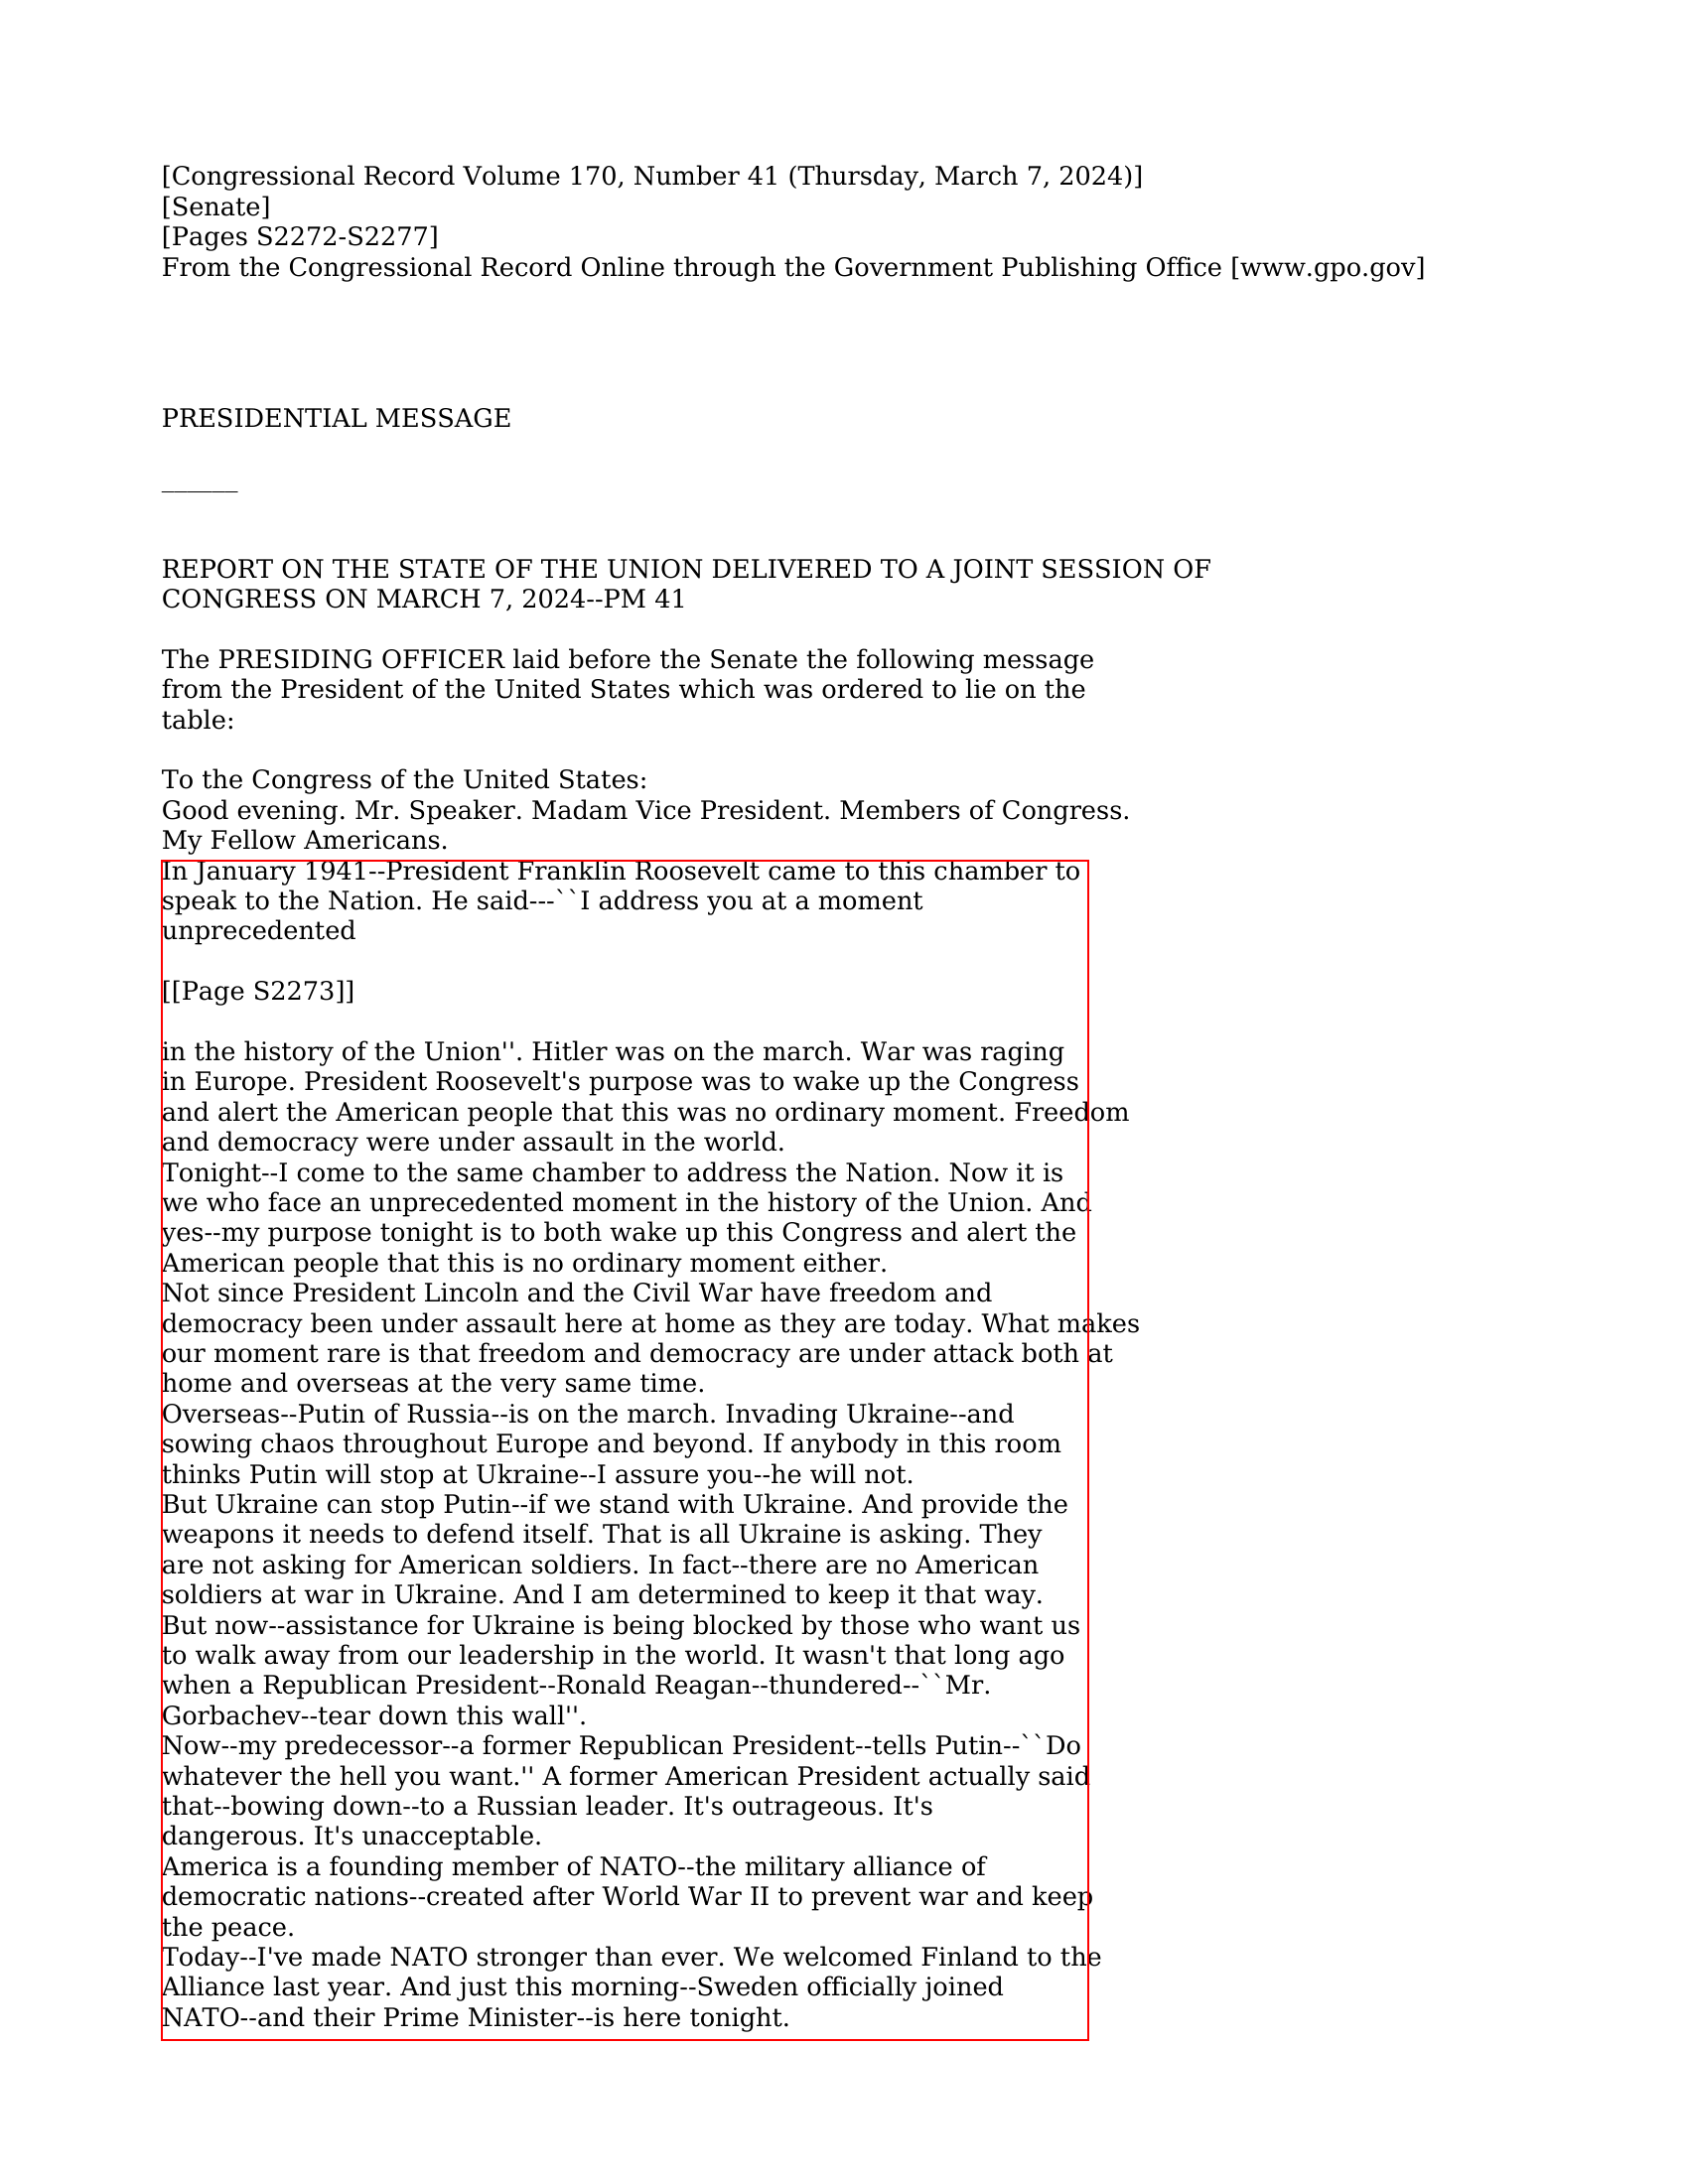 [Congressional Record Volume 170, Number 41 (Thursday, March 7, 2024)]
[Senate]
[Pages S2272-S2277]
From the Congressional Record Online through the Government Publishing Office [www.gpo.gov]
PRESIDENTIAL MESSAGE
______
REPORT ON THE STATE OF THE UNION DELIVERED TO A JOINT SESSION OF
CONGRESS ON MARCH 7, 2024--PM 41
The PRESIDING OFFICER laid before the Senate the following message
from the President of the United States which was ordered to lie on the
table:
To the Congress of the United States:
Good evening. Mr. Speaker. Madam Vice President. Members of Congress.
My Fellow Americans.
In January 1941--President Franklin Roosevelt came to this chamber to
speak to the Nation. He said---``I address you at a moment
unprecedented
[[Page S2273]]
in the history of the Union''. Hitler was on the march. War was raging
in Europe. President Roosevelt's purpose was to wake up the Congress
and alert the American people that this was no ordinary moment. Freedom
and democracy were under assault in the world.
Tonight--I come to the same chamber to address the Nation. Now it is
we who face an unprecedented moment in the history of the Union. And
yes--my purpose tonight is to both wake up this Congress and alert the
American people that this is no ordinary moment either.
Not since President Lincoln and the Civil War have freedom and
democracy been under assault here at home as they are today. What makes
our moment rare is that freedom and democracy are under attack both at
home and overseas at the very same time.
Overseas--Putin of Russia--is on the march. Invading Ukraine--and
sowing chaos throughout Europe and beyond. If anybody in this room
thinks Putin will stop at Ukraine--I assure you--he will not.
But Ukraine can stop Putin--if we stand with Ukraine. And provide the
weapons it needs to defend itself. That is all Ukraine is asking. They
are not asking for American soldiers. In fact--there are no American
soldiers at war in Ukraine. And I am determined to keep it that way.
But now--assistance for Ukraine is being blocked by those who want us
to walk away from our leadership in the world. It wasn't that long ago
when a Republican President--Ronald Reagan--thundered--``Mr.
Gorbachev--tear down this wall''.
Now--my predecessor--a former Republican President--tells Putin--``Do
whatever the hell you want.'' A former American President actually said
that--bowing down--to a Russian leader. It's outrageous. It's
dangerous. It's unacceptable.
America is a founding member of NATO--the military alliance of
democratic nations--created after World War II to prevent war and keep
the peace.
Today--I've made NATO stronger than ever. We welcomed Finland to the
Alliance last year. And just this morning--Sweden officially joined
NATO--and their Prime Minister--is here tonight.